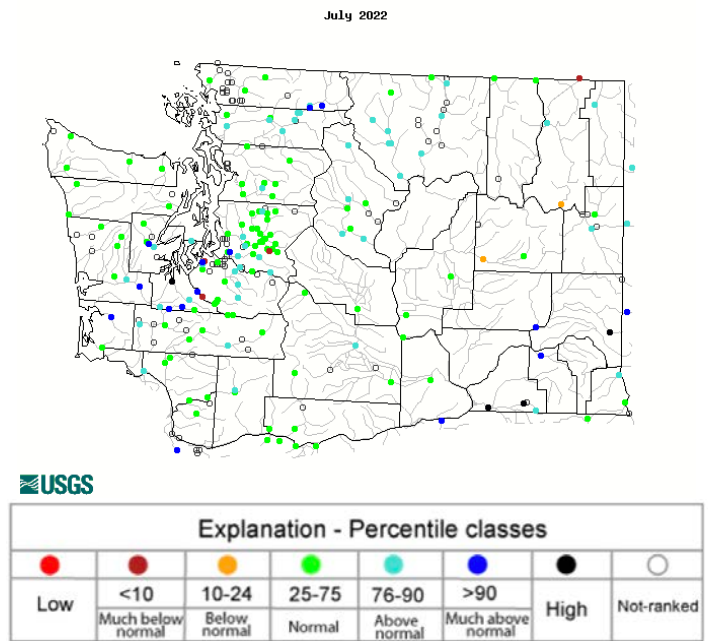 July 2022
USGS
Explanation - Percentile classes
Low <10 10-24 25-75 76-90 >90 High Not-ranked
Much below normal Below normal Normal Above normal Much above normal